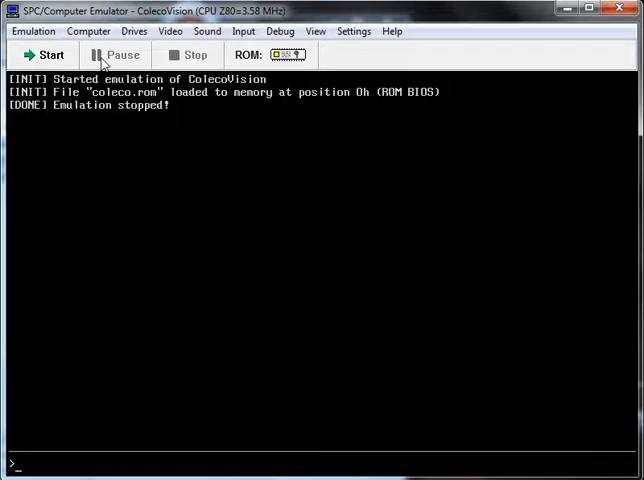 SPC/Computer Emulator - ColecoVision (CPU Z80=3.58 MHz)
Emulation Computer Drives Video Sound Input Debug View Settings Help
Start Pause Stop ROM:
[INIT] Started emulation of ColecoVision
[INIT] File "coleco.rom" loaded to memory at position 0h (ROM BIOS)
[DONE] Emulation stopped!
>_